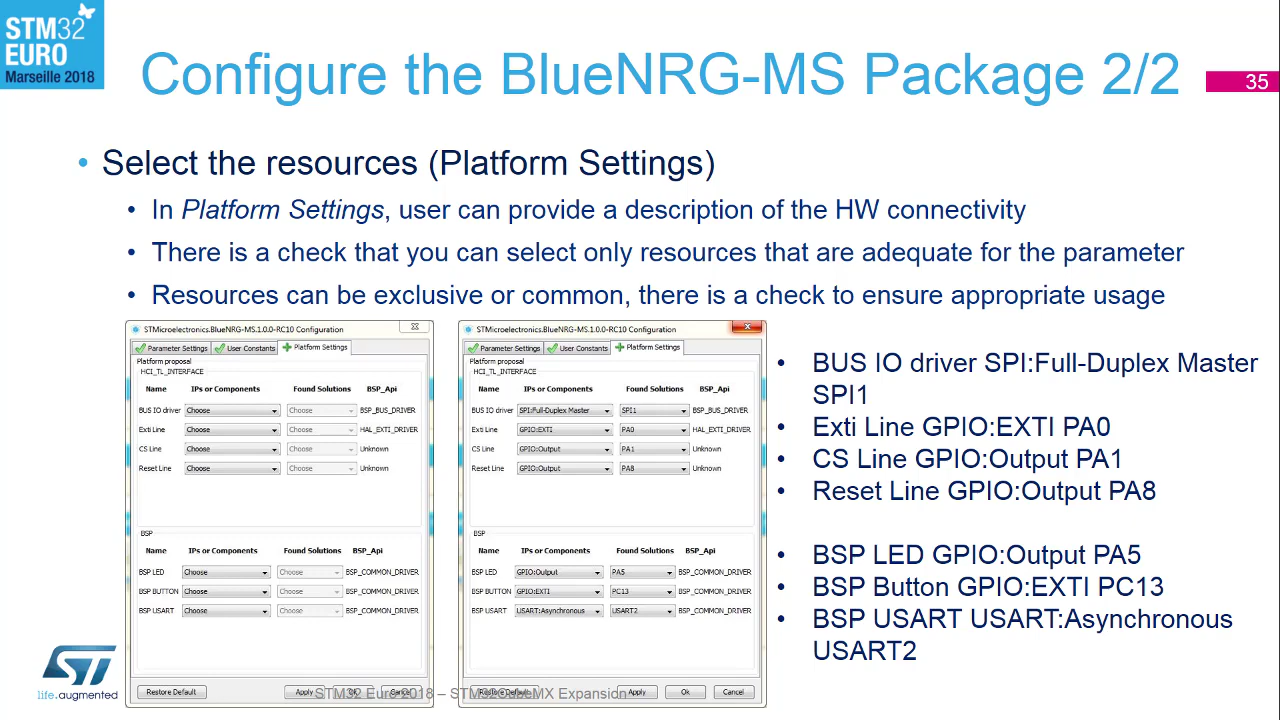 STM32
EURO
Marseille 2018
Configure the BlueNRG-MS Package 2/2
35
• Select the resources (Platform Settings)
• In Platform Settings, user can provide a description of the HW connectivity
• There is a check that you can select only resources that are adequate for the parameter
• Resources can be exclusive or common, there is a check to ensure appropriate usage
STMicroelectronics.BlueNRG-MS.1.0.0-RC10 Configuration
Parameter Settings User Constants Platform Settings
Platform proposal
HCI_TL_INTERFACE
Name IPs or Components Found Solutions BSP_Api
BUS IO driver Choose Choose BSP_BUS_DRIVER
Exti Line Choose Choose HAL_EXTI_DRIVER
CS Line Choose Choose Unknown
Reset Line Choose Choose Unknown
BSP
Name IPs or Components Found Solutions BSP_Api
BSP LED Choose Choose BSP_COMMON_DRIVER
BSP BUTTON Choose Choose BSP_COMMON_DRIVER
BSP USART Choose Choose BSP_COMMON_DRIVER
Restore Default Apply Ok Cancel
STMicroelectronics.BlueNRG-MS.1.0.0-RC10 Configuration
Parameter Settings User Constants Platform Settings
Platform proposal
HCI_TL_INTERFACE
Name IPs or Components Found Solutions BSP_Api
BUS IO driver SPI:Full-Duplex Master SPI1 BSP_BUS_DRIVER
Exti Line GPIO:EXTI PA0 HAL_EXTI_DRIVER
CS Line GPIO:Output PA1 Unknown
Reset Line GPIO:Output PA8 Unknown
BSP
Name IPs or Components Found Solutions BSP_Api
BSP LED GPIO:Output PA5 BSP_COMMON_DRIVER
BSP BUTTON GPIO:EXTI PC13 BSP_COMMON_DRIVER
BSP USART USART:Asynchronous USART2 BSP_COMMON_DRIVER
Restore Default Apply Ok Cancel
• BUS IO driver SPI:Full-Duplex Master
SPI1
• Exti Line GPIO:EXTI PA0
• CS Line GPIO:Output PA1
• Reset Line GPIO:Output PA8
• BSP LED GPIO:Output PA5
• BSP Button GPIO:EXTI PC13
• BSP USART USART:Asynchronous
USART2
ST
life.augmented
STM32 Euro 2018 – STM32CubeMX Expansion